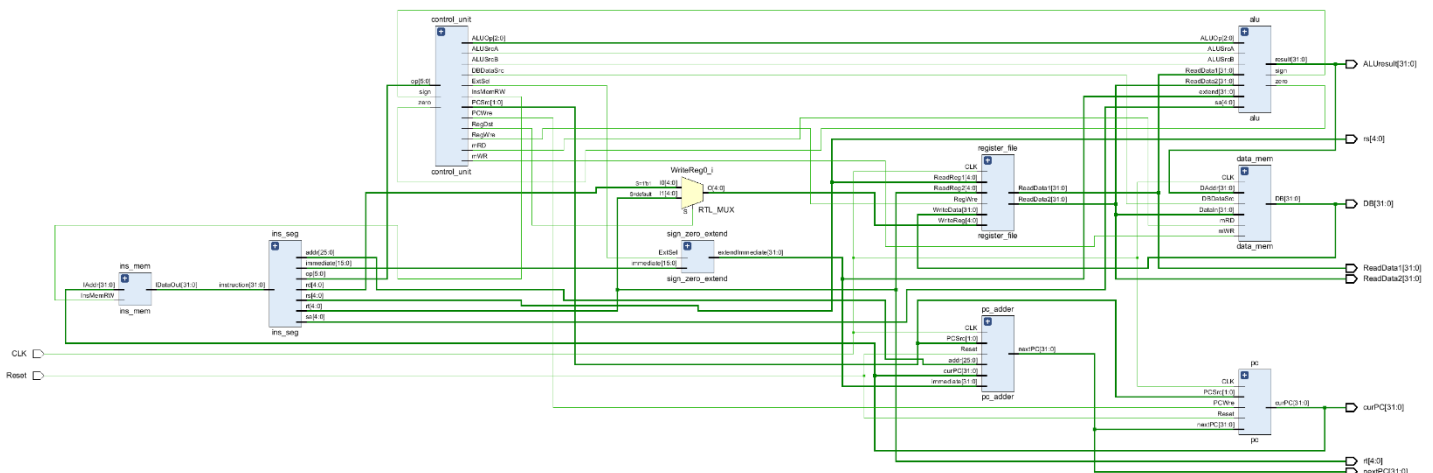 control_unit
op[5:0]
sign
zero
ALUOp[2:0]
ALUSrcA
ALUSrcB
DBDataSrc
ExtSel
InsMemRW
PCSrc[1:0]
PCWre
RegDst
RegWre
mRD
mWR
control_unit
alu
ALUOp[2:0]
ALUSrcA
ALUSrcB
ReadData1[31:0]
ReadData2[31:0]
extend[31:0]
sa[4:0]
result[31:0]
sign
zero
alu
ALUresult[31:0]
rs[4:0]
WriteReg0_i
S=1'b1
I0[4:0]
S=default
I1[4:0]
O[4:0]
S
RTL_MUX
register_file
CLK
ReadReg1[4:0]
ReadReg2[4:0]
RegWre
WriteData[31:0]
WriteReg[4:0]
ReadData1[31:0]
ReadData2[31:0]
register_file
data_mem
CLK
DAddr[31:0]
DBDataSrc
DataIn[31:0]
mRD
mWR
DB[31:0]
data_mem
DB[31:0]
ReadData1[31:0]
ReadData2[31:0]
sign_zero_extend
ExtSel
immediate[15:0]
extendImmediate[31:0]
sign_zero_extend
ins_seg
instruction[31:0]
addr[25:0]
immediate[15:0]
op[5:0]
rd[4:0]
rs[4:0]
rt[4:0]
sa[4:0]
ins_seg
ins_mem
IAddr[31:0]
InsMemRW
IDataOut[31:0]
ins_mem
CLK
Reset
pc_adder
CLK
PCSrc[1:0]
Reset
addr[25:0]
curPC[31:0]
immediate[31:0]
nextPC[31:0]
pc_adder
pc
CLK
PCSrc[1:0]
PCWre
Reset
nextPC[31:0]
curPC[31:0]
pc
curPC[31:0]
rt[4:0]
nextPC[31:0]